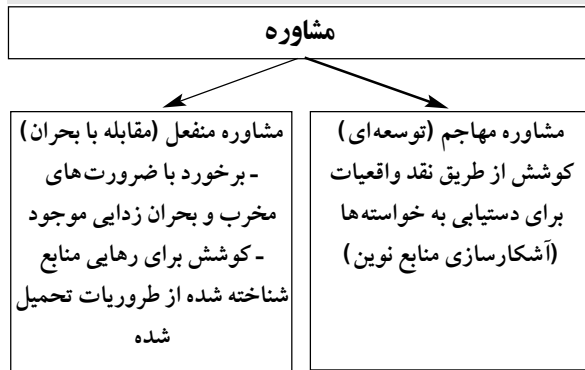 مشاوره
مشاوره مهاجم (توسعه‌ای)
کوشش از طریق نقد واقعیات
برای دستیابی به خواسته‌ها
(آشکارسازی منابع نوین)
مشاوره منفعل (مقابله با بحران)
- برخورد با ضرورت‌های
مخرب و بحران زدایی موجود
- کوشش برای رهایی منابع
شناخته شده از طروریات تحمیل
شده